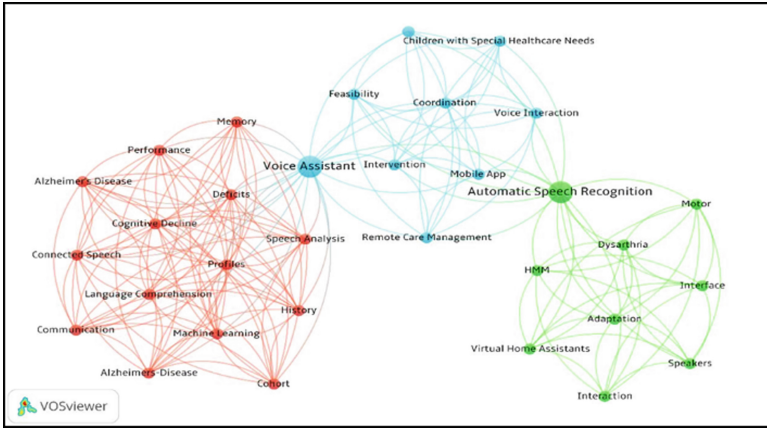 Children with Special Healthcare Needs
Feasibility
Coordination
Voice Interaction
Memory
Performance
Voice Assistant
Intervention
Mobile App
Alzheimer's Disease
Deficits
Automatic Speech Recognition
Motor
Cognitive Decline
Speech Analysis
Remote Care Management
Dysarthria
Connected Speech
Profiles
HMM
Interface
Language Comprehension
History
Adaptation
Communication
Machine Learning
Virtual Home Assistants
Speakers
Alzheimers-Disease
Cohort
Interaction
VOSviewer